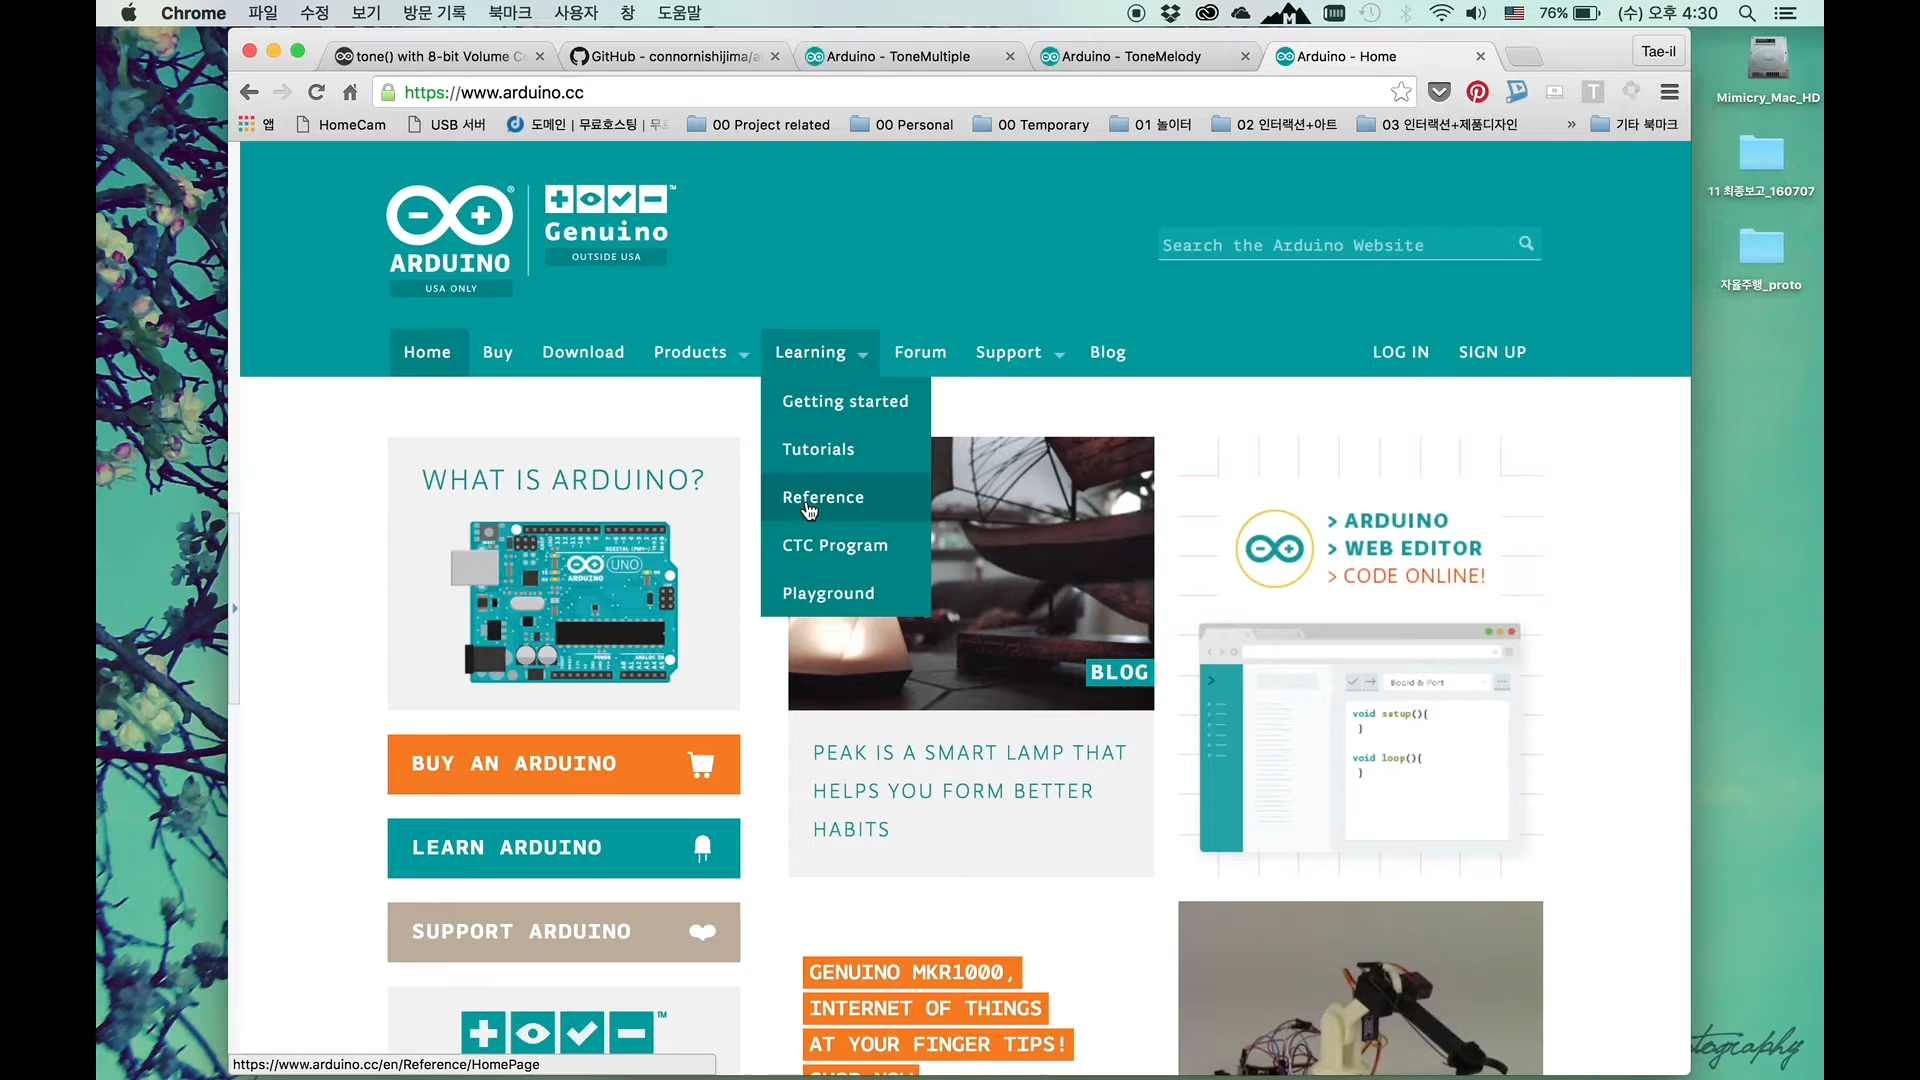 Chrome 파일 수정 보기 방문 기록 북마크 사용자 창 도움말 76% (수) 오후 4:30
tone() with 8-bit Volume C
GitHub - connornishijima/a
Arduino - ToneMultiple
Arduino - ToneMelody
Arduino - Home
Tae-il
https://www.arduino.cc
앱 HomeCam USB 서버 도메인 | 무료호스팅 | 무료 00 Project related 00 Personal 00 Temporary 01 놀이터 02 인터랙션+아트 03 인터랙션+제품디자인 » 기타 북마크
Mimicry_Mac_HD
11 최종보고_160707
자율주행_proto
ARDUINO
USA ONLY
Genuino
OUTSIDE USA
Search the Arduino Website
Home Buy Download Products Learning Forum Support Blog LOG IN SIGN UP
Getting started
Tutorials
Reference
CTC Program
Playground
WHAT IS ARDUINO?
UNO
ARDUINO
BUY AN ARDUINO
LEARN ARDUINO
SUPPORT ARDUINO
BLOG
PEAK IS A SMART LAMP THAT
HELPS YOU FORM BETTER
HABITS
GENUINO MKR1000,
INTERNET OF THINGS
AT YOUR FINGER TIPS!
SHOP NOW
> ARDUINO
> WEB EDITOR
> CODE ONLINE!
Board & Port
void setup(){
}
void loop(){
}
https://www.arduino.cc/en/Reference/HomePage
tography